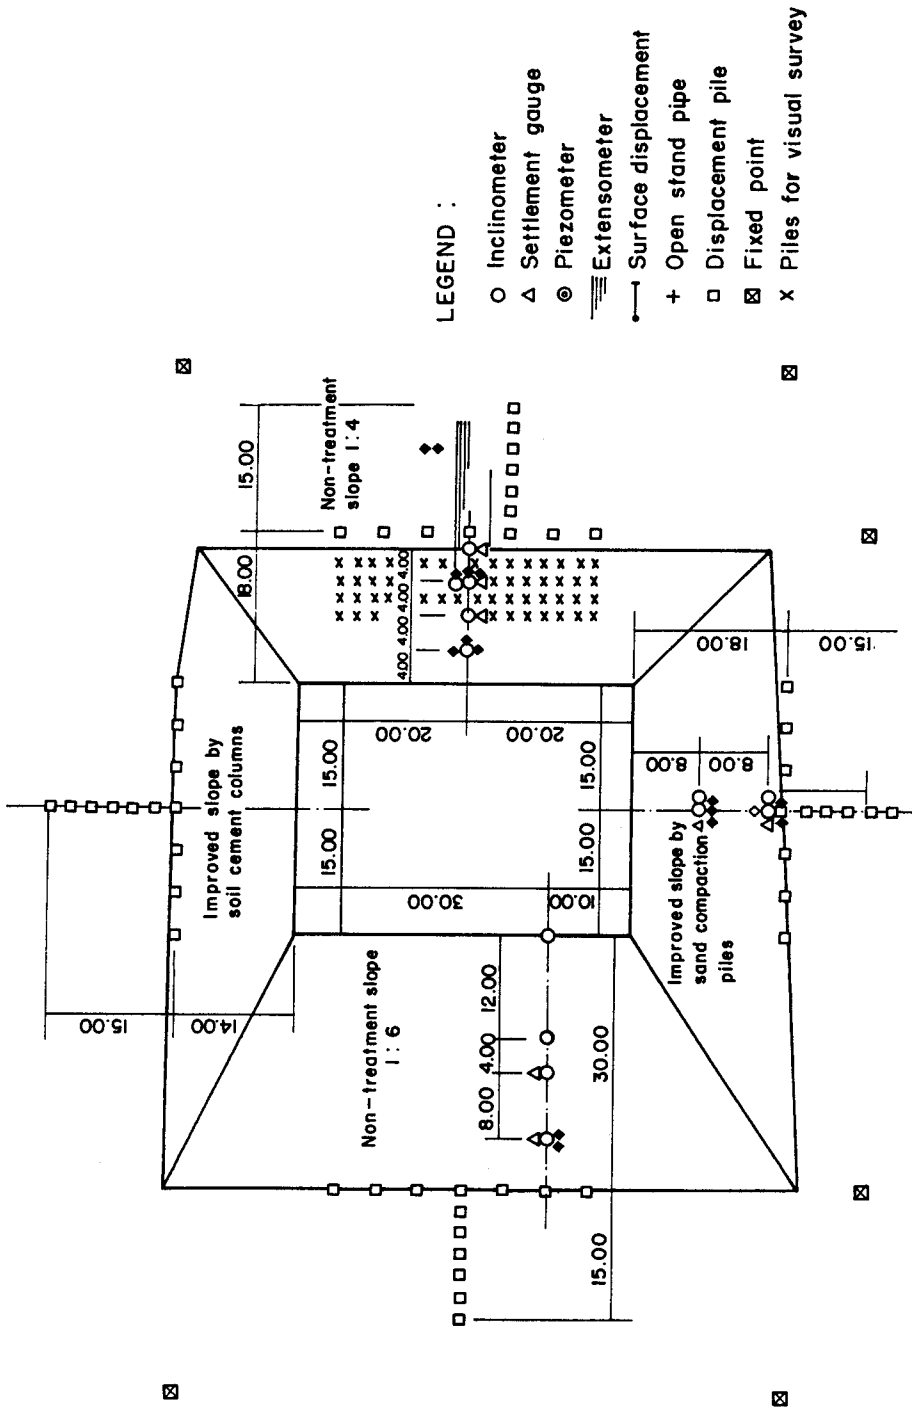 LEGEND :
Inclinometer
Settlement gauge
Piezometer
Extensometer
Surface displacement
+ Open stand pipe
Displacement pile
Fixed point
x Piles for visual survey
15.00
18.00
Non-treatment
slope 1:4
4.00 4.00 4.00 4.00
18.00
15.00
20.00
20.00
15.00
15.00
8.00
8.00
Improved slope by
soil cement columns
15.00
15.00
30.00
10.00
Improved slope by
sand compaction
piles
15.00
14.00
Non-treatment slope
1:6
12.00
4.00
8.00
30.00
15.00